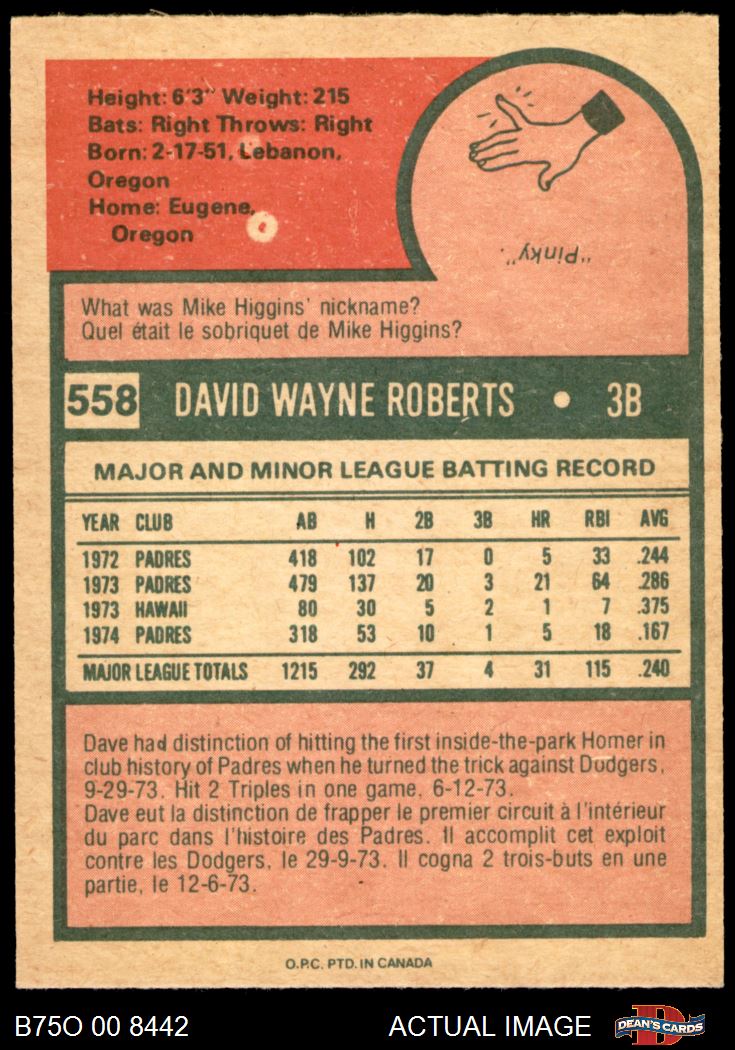 Height: 6'3" Weight: 215
Bats: Right Throws: Right
Born: 2-17-51, Lebanon,
Oregon
Home: Eugene,
Oregon
"Pinky".
What was Mike Higgins' nickname?
Quel était le sobriquet de Mike Higgins?
558 DAVID WAYNE ROBERTS • 3B
MAJOR AND MINOR LEAGUE BATTING RECORD
YEAR CLUB AB H 2B 3B HR RBI AVG
1972 PADRES 418 102 17 0 5 33 .244
1973 PADRES 479 137 20 3 21 64 .286
1973 HAWAII 80 30 5 2 1 7 .375
1974 PADRES 318 53 10 1 5 18 .167
MAJOR LEAGUE TOTALS 1215 292 37 4 31 115 .240
Dave had distinction of hitting the first inside-the-park Homer in
club history of Padres when he turned the trick against Dodgers,
9-29-73. Hit 2 Triples in one game, 6-12-73.
Dave eut la distinction de frapper le premier circuit à l'intérieur
du parc dans l'histoire des Padres. Il accomplit cet exploit
contre les Dodgers, le 29-9-73. Il cogna 2 trois-buts en une
partie, le 12-6-73.
O.P.C. PTD. IN CANADA
B75O 00 8442 ACTUAL IMAGE DEAN'S CARDS